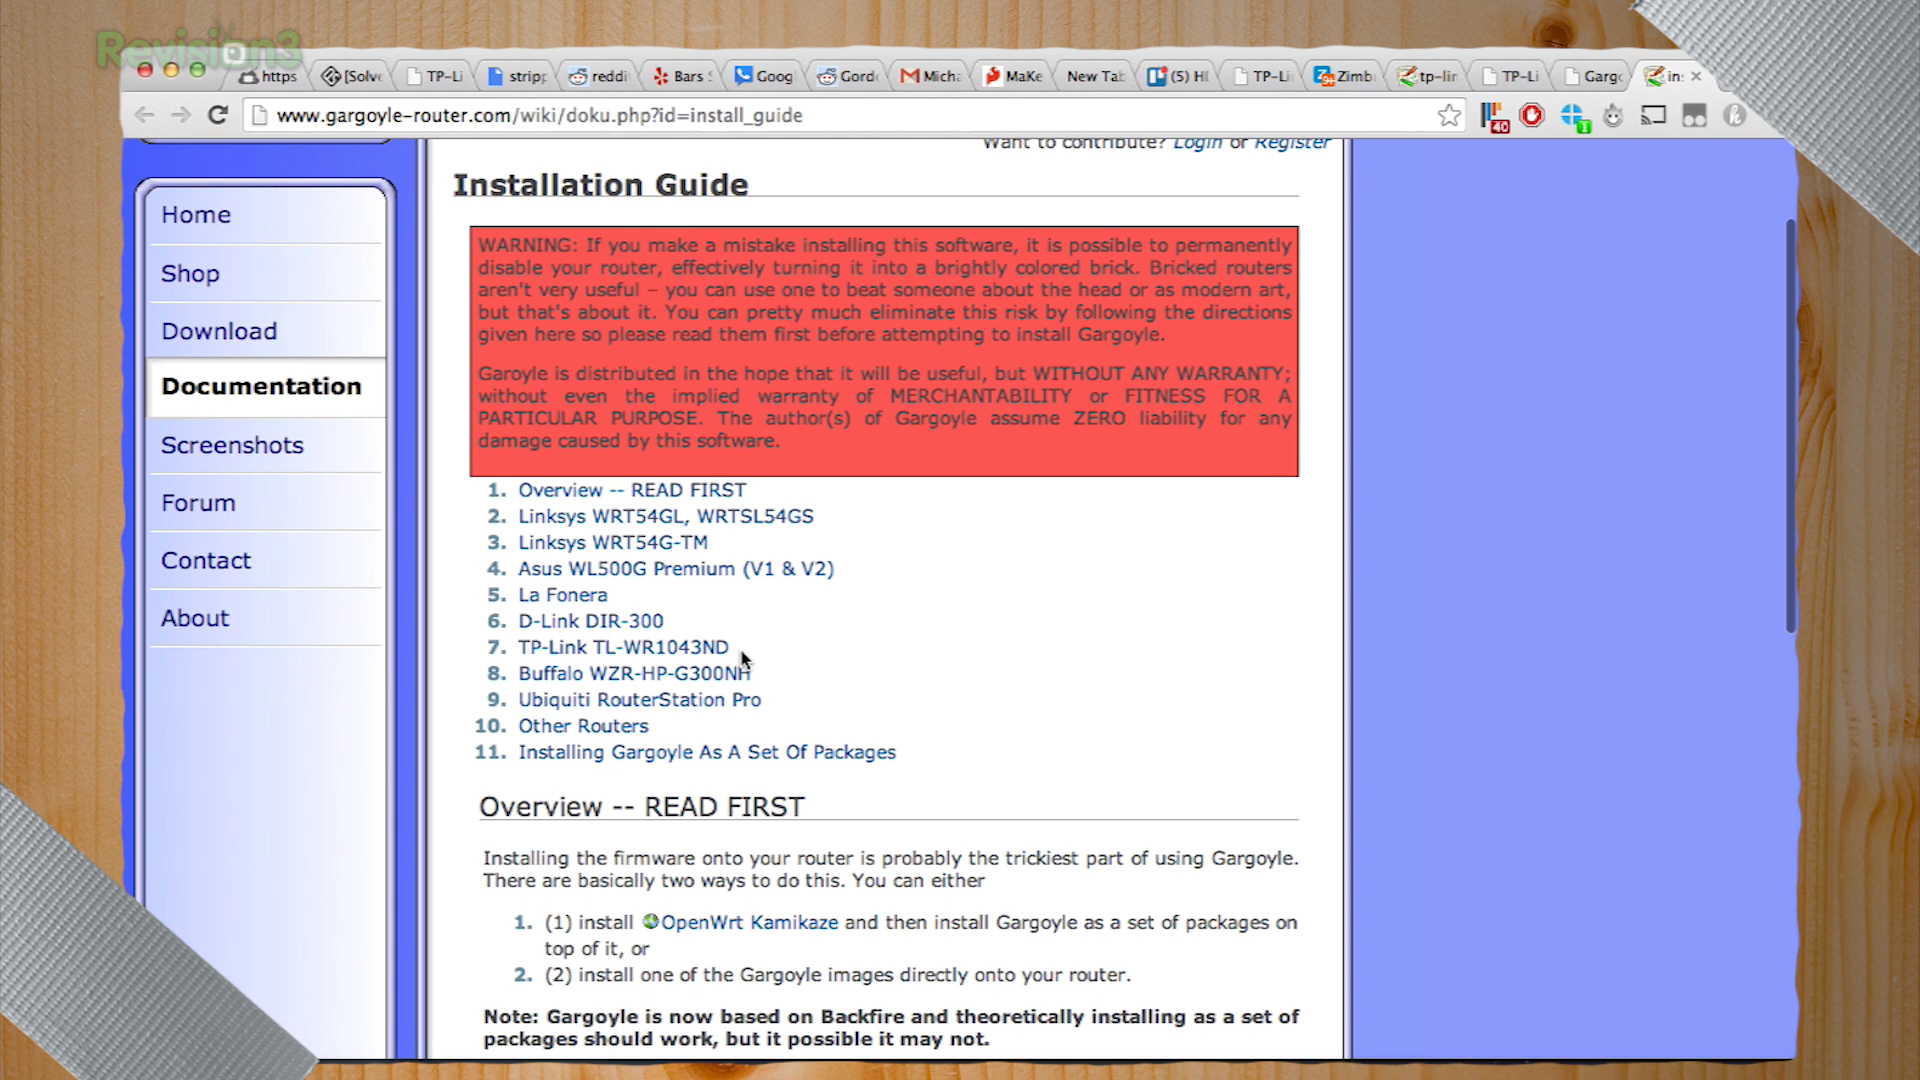 Revision3
https
[Solve
TP-Li
stripp
reddi
Bars
Goog
Gord
Micha
MaKe
New Tab
(5) H
TP-Li
Zimb
tp-lin
TP-Li
Garg
in
www.gargoyle-router.com/wiki/doku.php?id=install_guide
40
1
Want to contribute? Login or Register
Home
Shop
Download
Documentation
Screenshots
Forum
Contact
About
Installation Guide
WARNING: If you make a mistake installing this software, it is possible to permanently
disable your router, effectively turning it into a brightly colored brick. Bricked routers
aren't very useful – you can use one to beat someone about the head or as modern art,
but that's about it. You can pretty much eliminate this risk by following the directions
given here so please read them first before attempting to install Gargoyle.
Garoyle is distributed in the hope that it will be useful, but WITHOUT ANY WARRANTY;
without even the implied warranty of MERCHANTABILITY or FITNESS FOR A
PARTICULAR PURPOSE. The author(s) of Gargoyle assume ZERO liability for any
damage caused by this software.
1. Overview -- READ FIRST
2. Linksys WRT54GL, WRTSL54GS
3. Linksys WRT54G-TM
4. Asus WL500G Premium (V1 & V2)
5. La Fonera
6. D-Link DIR-300
7. TP-Link TL-WR1043ND
8. Buffalo WZR-HP-G300NH
9. Ubiquiti RouterStation Pro
10. Other Routers
11. Installing Gargoyle As A Set Of Packages
Overview -- READ FIRST
Installing the firmware onto your router is probably the trickiest part of using Gargoyle.
There are basically two ways to do this. You can either
1. (1) install OpenWrt Kamikaze and then install Gargoyle as a set of packages on
top of it, or
2. (2) install one of the Gargoyle images directly onto your router.
Note: Gargoyle is now based on Backfire and theoretically installing as a set of
packages should work, but it possible it may not.